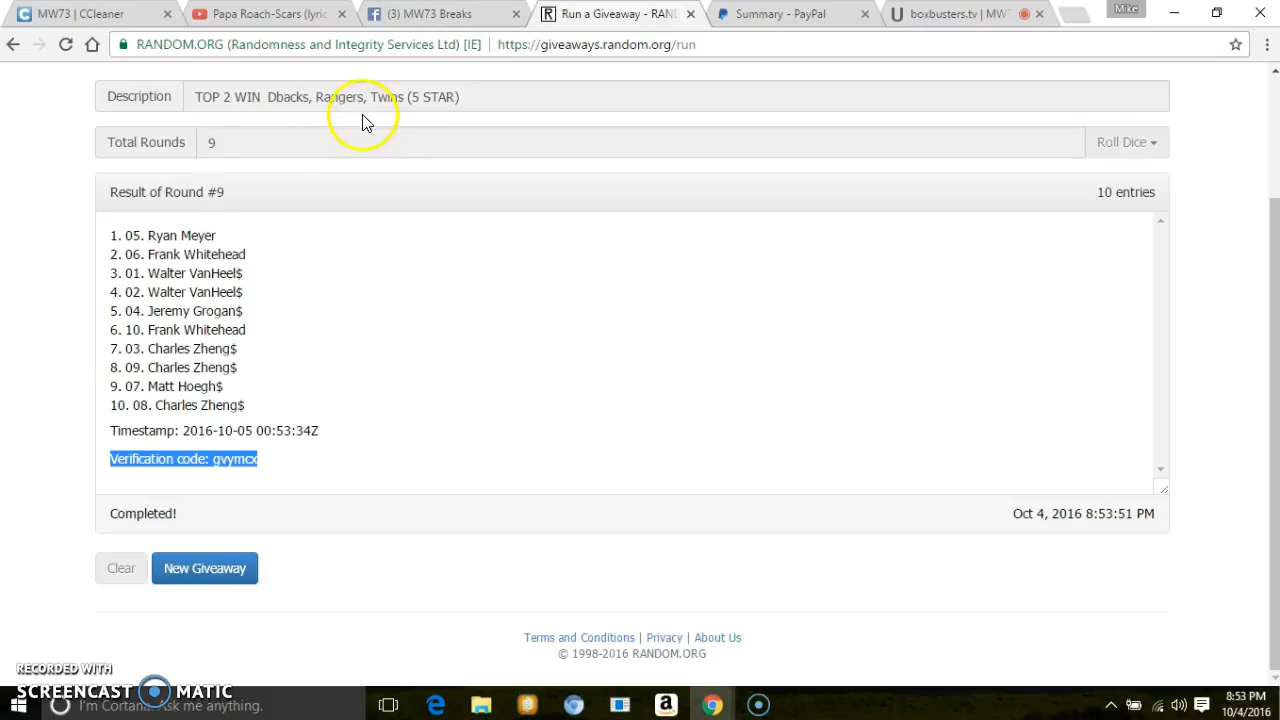 MW73 | CCleaner
Papa Roach-Scars (lyric
(3) MW73 Breaks
Run a Giveaway - RAND
Summary - PayPal
boxbusters.tv | MW
Mike
RANDOM.ORG (Randomness and Integrity Services Ltd) [IE] https://giveaways.random.org/run
Description TOP 2 WIN Dbacks, Rangers, Twins (5 STAR)
Total Rounds 9 Roll Dice
Result of Round #9 10 entries
1. 05. Ryan Meyer
2. 06. Frank Whitehead
3. 01. Walter VanHeel$
4. 02. Walter VanHeel$
5. 04. Jeremy Grogan$
6. 10. Frank Whitehead
7. 03. Charles Zheng$
8. 09. Charles Zheng$
9. 07. Matt Hoegh$
10. 08. Charles Zheng$
Timestamp: 2016-10-05 00:53:34Z
Verification code: gvymcx
Completed! Oct 4, 2016 8:53:51 PM
Clear New Giveaway
Terms and Conditions | Privacy | About Us
© 1998-2016 RANDOM.ORG
RECORDED WITH
SCREENCAST MATIC
I'm Cortana. Ask me anything.
8:53 PM
10/4/2016